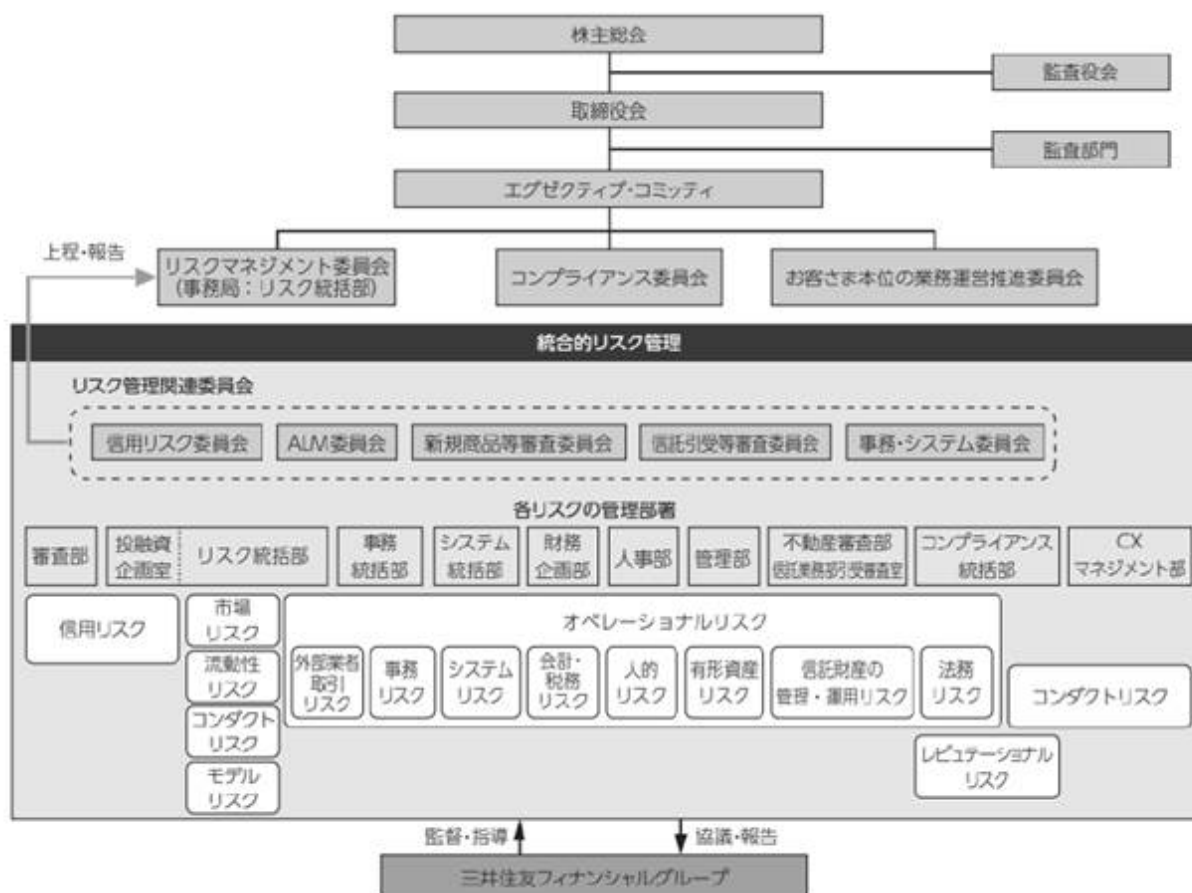 株主総会
監査役会
取締役会
監査部門
エグゼクティブ・コミッティ
上程・報告
リスクマネジメント委員会
(事務局：リスク統括部)
コンプライアンス委員会
お客さま本位の業務運営推進委員会
統合的リスク管理
リスク管理関連委員会
信用リスク委員会
ALM委員会
新規商品等審査委員会
信託引受等審査委員会
事務・システム委員会
各リスクの管理部署
審査部
投融資
企画室
リスク統括部
事務
統括部
システム
統括部
財務
企画部
人事部
管理部
不動産審査部
信託業務部引受審査室
コンプライアンス
統括部
CX
マネジメント部
信用リスク
市場
リスク
流動性
リスク
コンダクト
リスク
モデル
リスク
オペレーショナルリスク
外部業者
取引
リスク
事務
リスク
システム
リスク
会計・
税務
リスク
人的
リスク
有形資産
リスク
信託財産の
管理・運用リスク
法務
リスク
コンダクトリスク
レピュテーショナル
リスク
監督・指導
協議・報告
三井住友フィナンシャルグループ